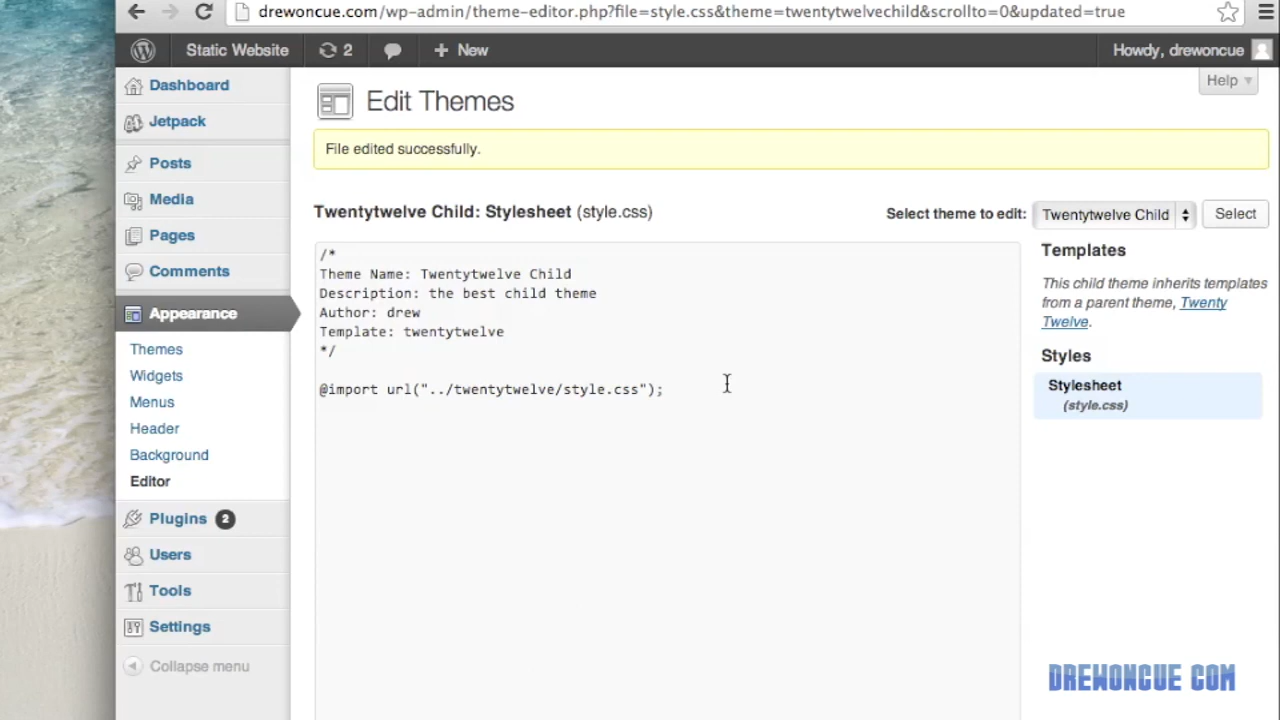 drewoncue.com/wp-admin/theme-editor.php?file=style.css&theme=twentytwelvechild&scrollto=0&updated=true
Static Website
2
+ New
Howdy, drewoncue
Dashboard
Jetpack
Posts
Media
Pages
Comments
Appearance
Themes
Widgets
Menus
Header
Background
Editor
Plugins 2
Users
Tools
Settings
Collapse menu
Help
Edit Themes
File edited successfully.
Twentytwelve Child: Stylesheet (style.css)
Select theme to edit: Twentytwelve Child Select
/*
Theme Name: Twentytwelve Child
Description: the best child theme
Author: drew
Template: twentytwelve
*/
@import url("../twentytwelve/style.css");
Templates
This child theme inherits templates
from a parent theme, Twenty
Twelve.
Styles
Stylesheet
(style.css)
DREWONCUE COM